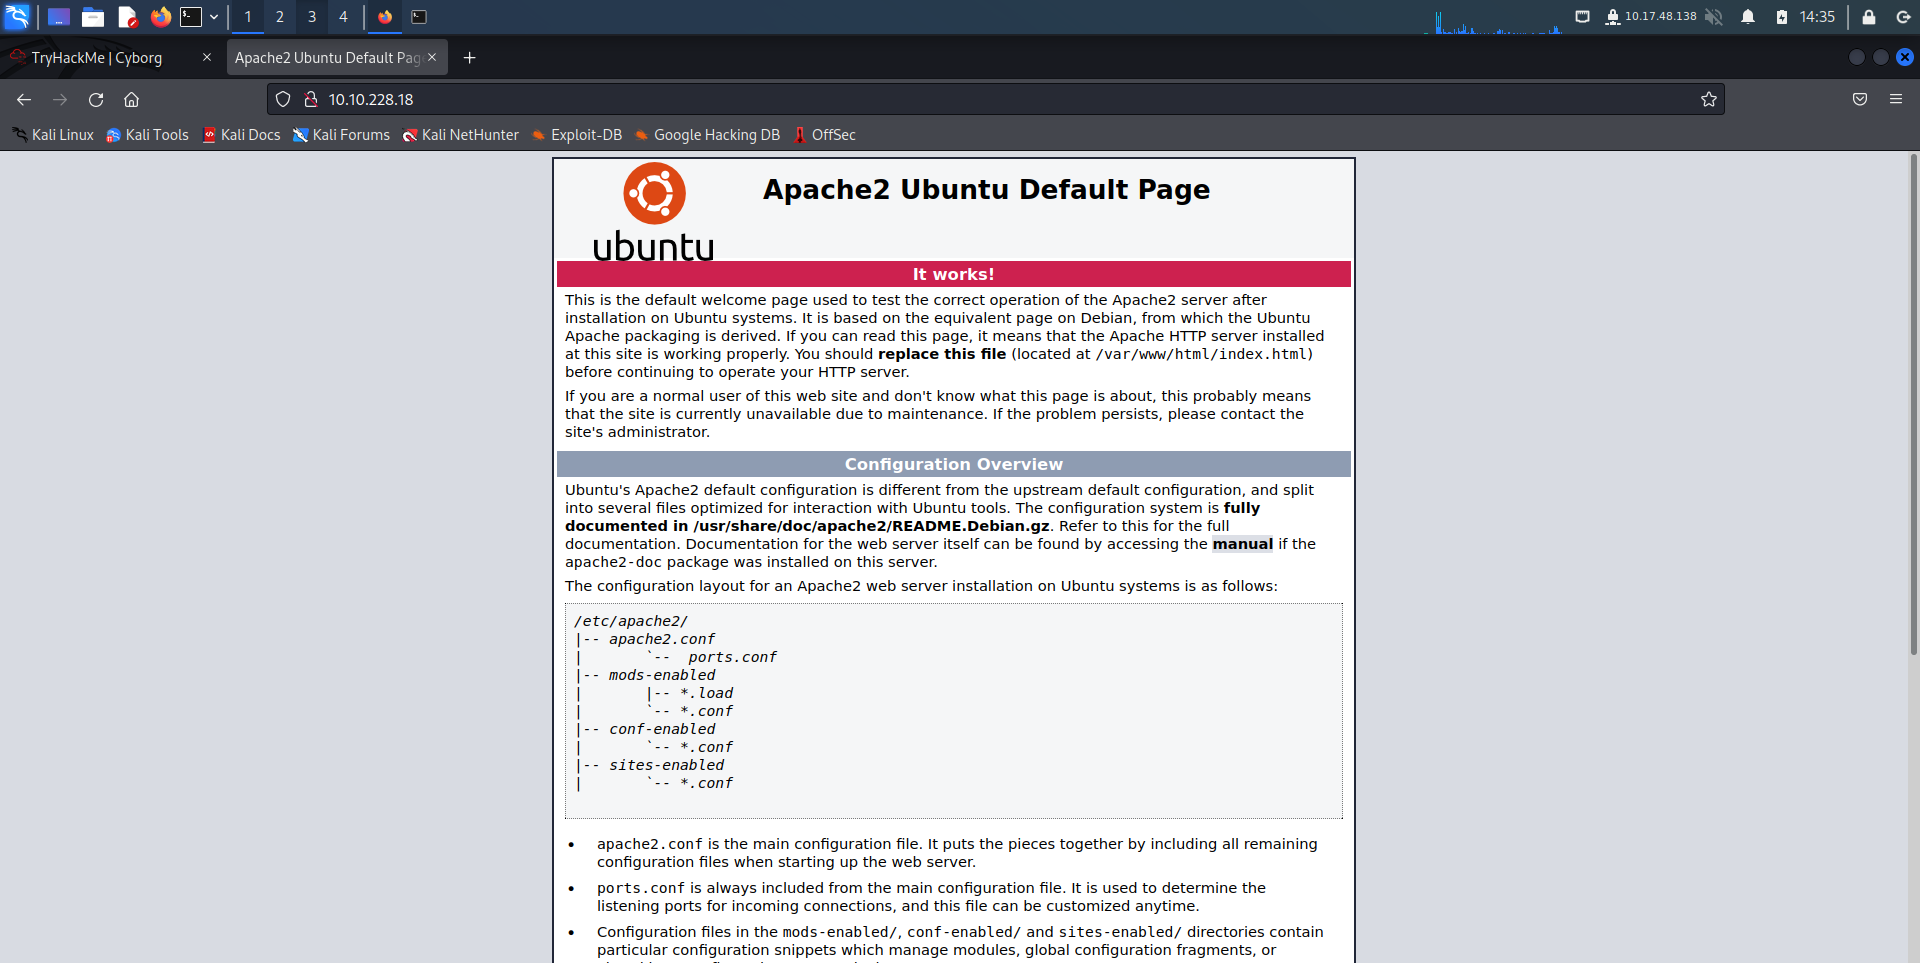 1 2 3 4 10.17.48.138 14:35
TryHackMe | Cyborg Apache2 Ubuntu Default Pag
10.10.228.18
Kali Linux Kali Tools Kali Docs Kali Forums Kali NetHunter Exploit-DB Google Hacking DB OffSec
Apache2 Ubuntu Default Page
ubuntu
It works!
This is the default welcome page used to test the correct operation of the Apache2 server after
installation on Ubuntu systems. It is based on the equivalent page on Debian, from which the Ubuntu
Apache packaging is derived. If you can read this page, it means that the Apache HTTP server installed
at this site is working properly. You should replace this file (located at /var/www/html/index.html)
before continuing to operate your HTTP server.
If you are a normal user of this web site and don't know what this page is about, this probably means
that the site is currently unavailable due to maintenance. If the problem persists, please contact the
site's administrator.
Configuration Overview
Ubuntu's Apache2 default configuration is different from the upstream default configuration, and split
into several files optimized for interaction with Ubuntu tools. The configuration system is fully
documented in /usr/share/doc/apache2/README.Debian.gz. Refer to this for the full
documentation. Documentation for the web server itself can be found by accessing the manual if the
apache2-doc package was installed on this server.
The configuration layout for an Apache2 web server installation on Ubuntu systems is as follows:
/etc/apache2/
|-- apache2.conf
|       `--  ports.conf
|-- mods-enabled
|       |-- *.load
|       `-- *.conf
|-- conf-enabled
|       `-- *.conf
|-- sites-enabled
|       `-- *.conf
• apache2.conf is the main configuration file. It puts the pieces together by including all remaining
configuration files when starting up the web server.
• ports.conf is always included from the main configuration file. It is used to determine the
listening ports for incoming connections, and this file can be customized anytime.
• Configuration files in the mods-enabled/, conf-enabled/ and sites-enabled/ directories contain
particular configuration snippets which manage modules, global configuration fragments, or